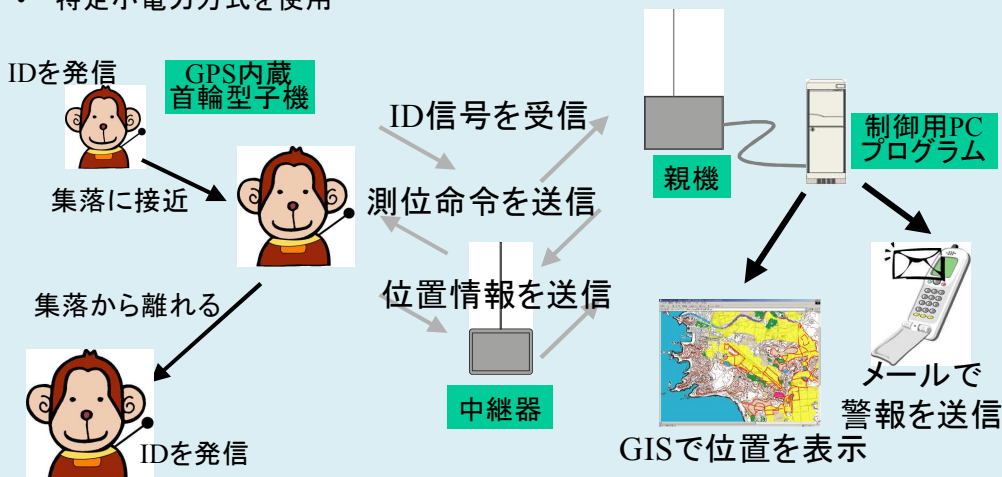 • 特定小電力方式を使用
IDを発信
GPS内蔵
首輪型子機
ID信号を受信
制御用PC
プログラム
親機
集落に接近
測位命令を送信
集落から離れる
位置情報を送信
中継器
メールで
警報を送信
GISで位置を表示
IDを発信